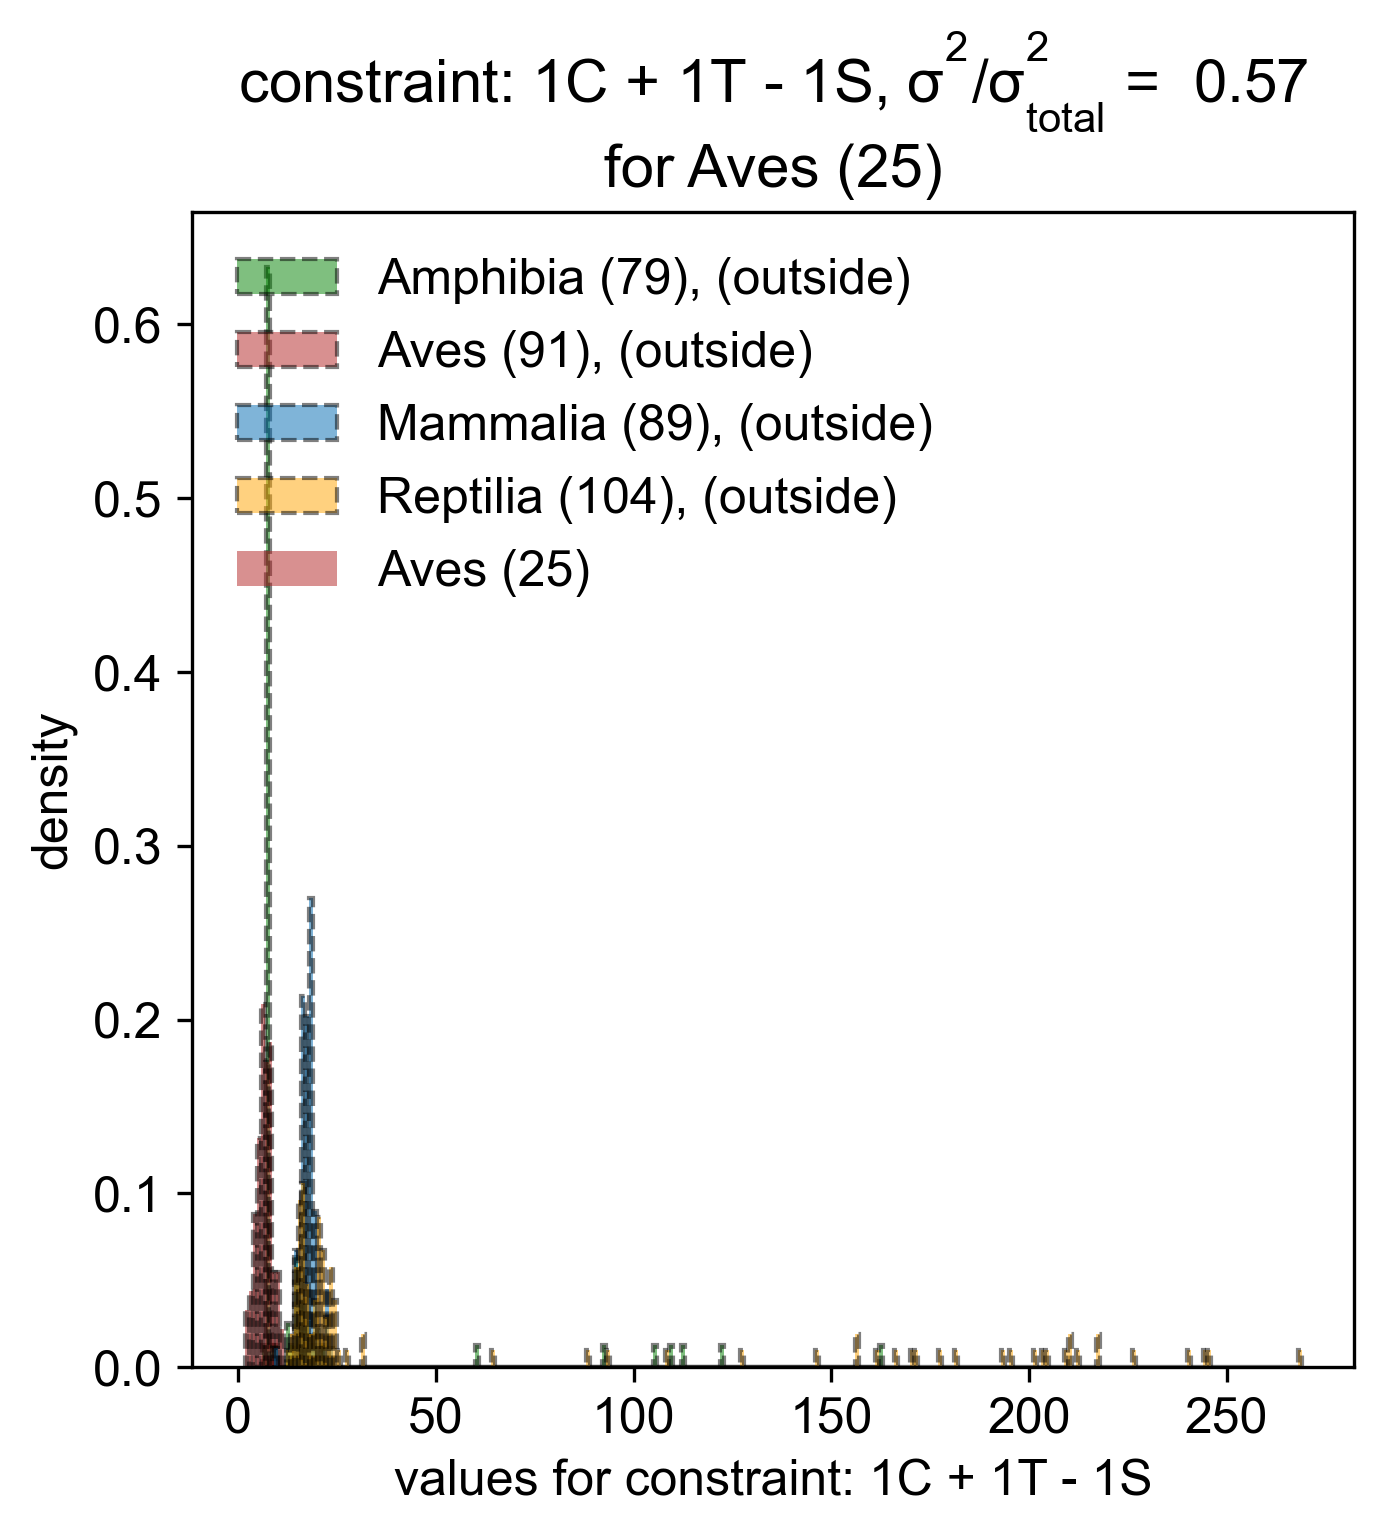 constraint: 1C + 1T - 1S, σ²/σ²total = 0.57
for Aves (25)
Amphibia (79), (outside)
Aves (91), (outside)
Mammalia (89), (outside)
Reptilia (104), (outside)
Aves (25)
0.6
0.5
0.4
0.3
0.2
0.1
0.0
density
0 50 100 150 200 250
values for constraint: 1C + 1T - 1S